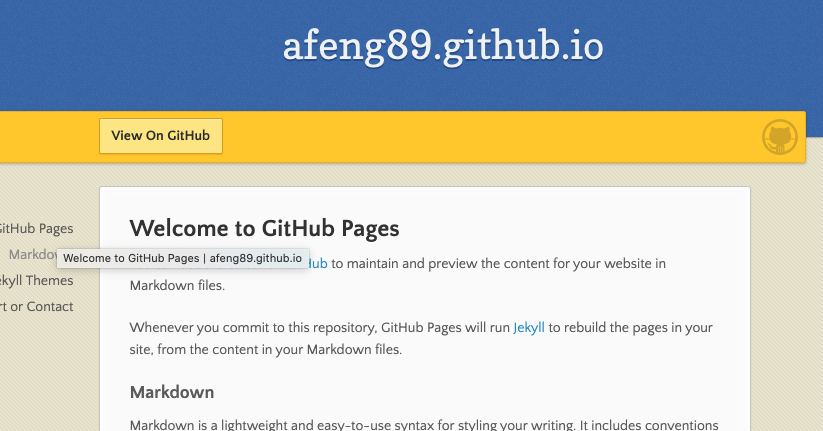 afeng89.github.io
View On GitHub
GitHub Pages
Markdow
ekyll Themes
rt or Contact
Welcome to GitHub Pages | afeng89.github.io
Welcome to GitHub Pages
Hub to maintain and preview the content for your website in
Markdown files.
Whenever you commit to this repository, GitHub Pages will run Jekyll to rebuild the pages in your
site, from the content in your Markdown files.
Markdown
Markdown is a lightweight and easy-to-use syntax for styling your writing. It includes conventions